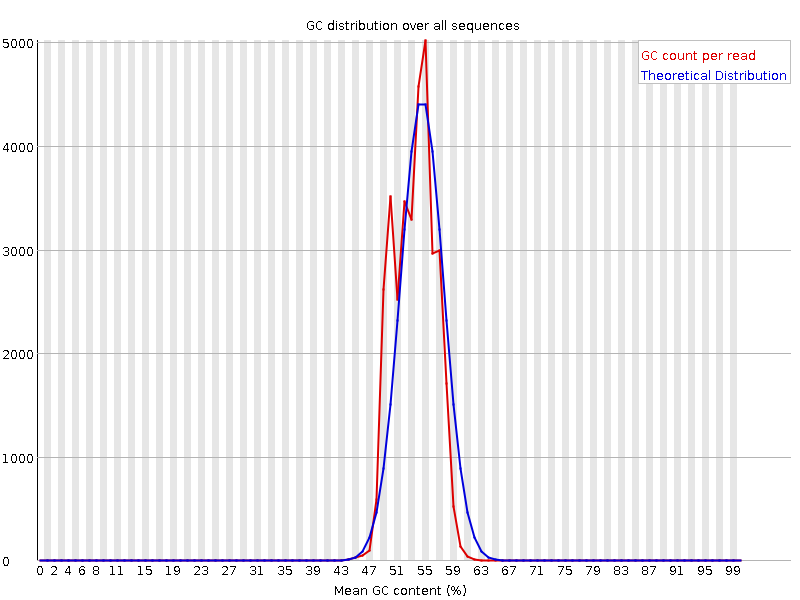 GC distribution over all sequences
GC count per read
Theoretical Distribution
5000
4000
3000
2000
1000
0
0 2 4 6 8 11 15 19 23 27 31 35 39 43 47 51 55 59 63 67 71 75 79 83 87 91 95 99
Mean GC content (%)